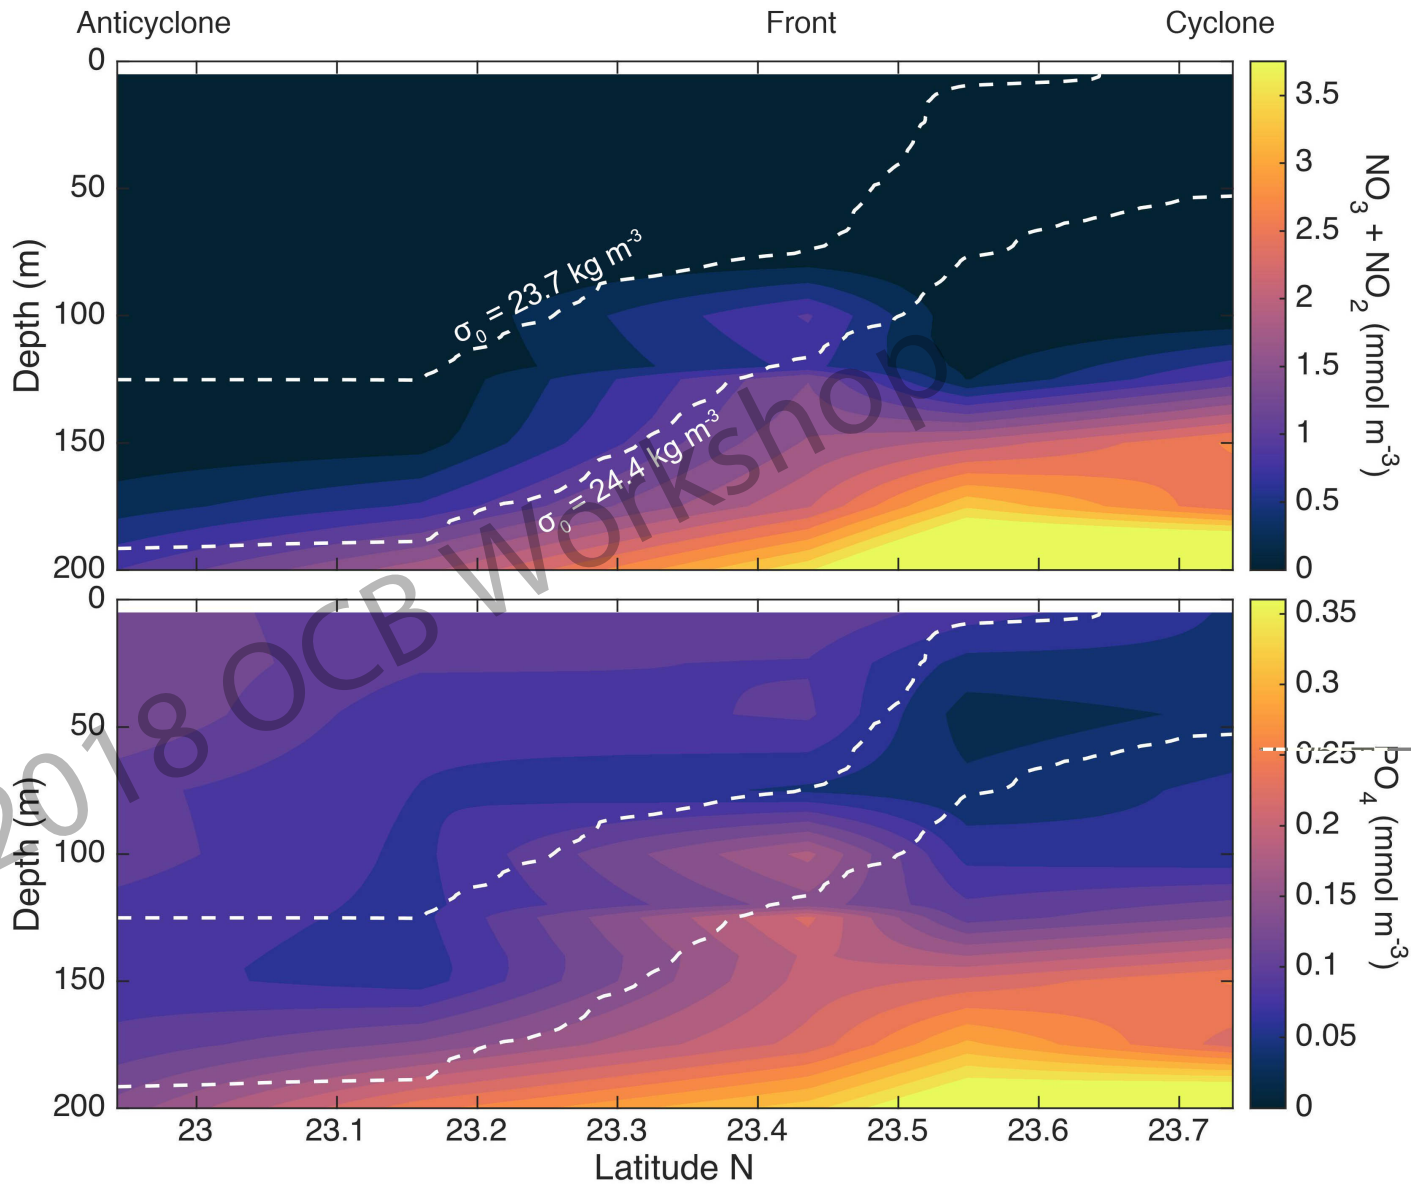 Anticyclone Front Cyclone
0
50
100
150
200
Depth (m)
σ₀ = 23.7 kg m⁻³
σ₀ = 24.4 kg m⁻³
3.5
3
2.5
2
1.5
1
0.5
0
NO₃ + NO₂ (mmol m⁻³)
0
50
100
150
200
Depth (m)
0.35
0.3
0.25
0.2
0.15
0.1
0.05
0
PO₄ (mmol m⁻³)
23 23.1 23.2 23.3 23.4 23.5 23.6 23.7
Latitude N
2018 OCB Workshop